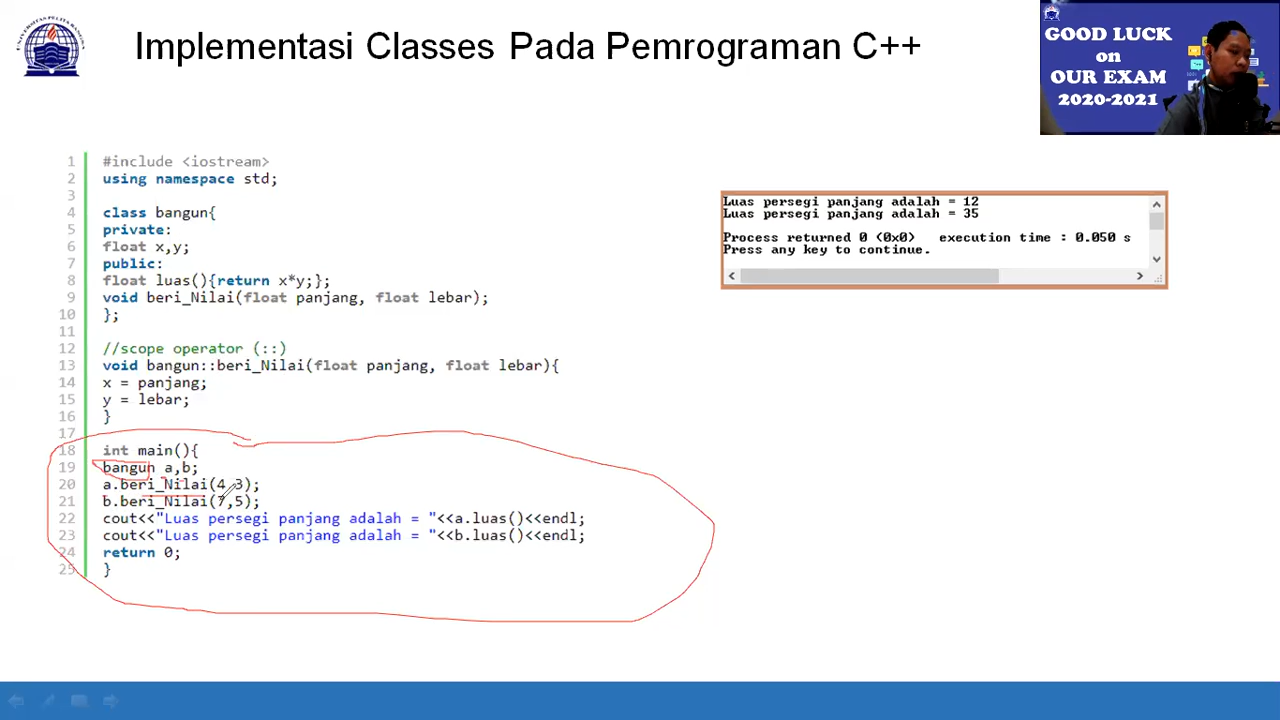 UNIVERSITAS PELITA BANGSA
Implementasi Classes Pada Pemrograman C++
GOOD LUCK
on
OUR EXAM
2020-2021
1 #include <iostream>
2 using namespace std;
3
4 class bangun{
5 private:
6 float x,y;
7 public:
8 float luas(){return x*y;};
9 void beri_Nilai(float panjang, float lebar);
10 };
11
12 //scope operator (::)
13 void bangun::beri_Nilai(float panjang, float lebar){
14 x = panjang;
15 y = lebar;
16 }
17
18 int main(){
19 bangun a,b;
20 a.beri_Nilai(4,3);
21 b.beri_Nilai(7,5);
22 cout<<"Luas persegi panjang adalah = "<<a.luas()<<endl;
23 cout<<"Luas persegi panjang adalah = "<<b.luas()<<endl;
24 return 0;
25 }
Luas persegi panjang adalah = 12
Luas persegi panjang adalah = 35
Process returned 0 (0x0) execution time : 0.050 s
Press any key to continue.